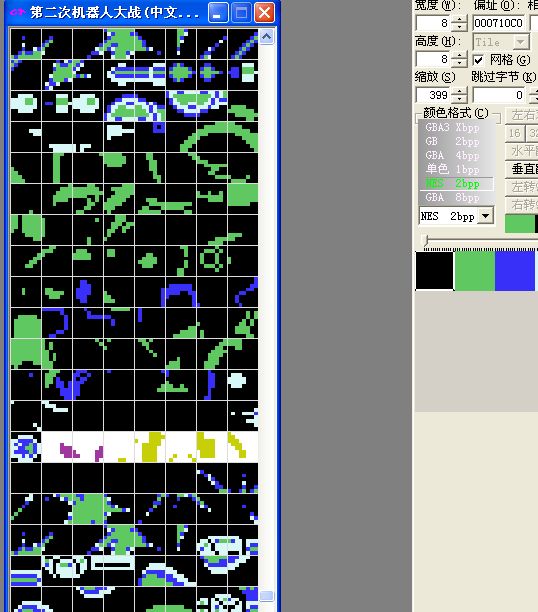 第二次机器人大战(中文...
宽度(W): 偏址(O): 相
8 000710C0
高度(H):
8 Tile
网格(G)
缩放(S) 跳过字节(K)
399 0
颜色格式(C)
GBA3 Xbpp
GB 2bpp
GBA 4bpp
单色 1bpp
NES 2bpp
GBA 8bpp
NES 2bpp
左右
16 32
水平
垂直
左转
右转